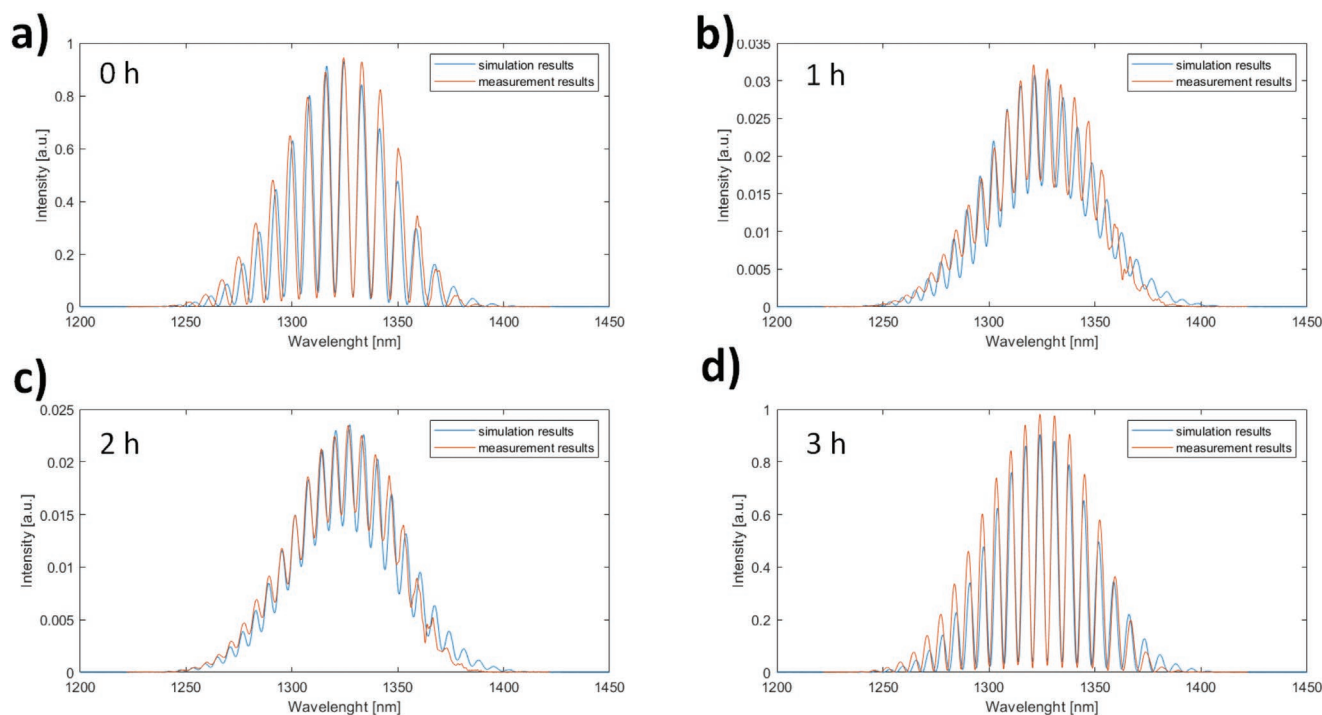 a)
0 h
simulation results
measurement results
1
0.8
0.6
0.4
0.2
0
Intensity [a.u.]
1200 1250 1300 1350 1400 1450
Wavelenght [nm]
b)
1 h
simulation results
measurement results
0.035
0.03
0.025
0.02
0.015
0.01
0.005
0
Intensity [a.u.]
1200 1250 1300 1350 1400 1450
Wavelenght [nm]
c)
2 h
simulation results
measurement results
0.025
0.02
0.015
0.01
0.005
0
Intensity [a.u.]
1200 1250 1300 1350 1400 1450
Wavelenght [nm]
d)
3 h
simulation results
measurement results
1
0.8
0.6
0.4
0.2
0
Intensity [a.u.]
1200 1250 1300 1350 1400 1450
Wavelenght [nm]